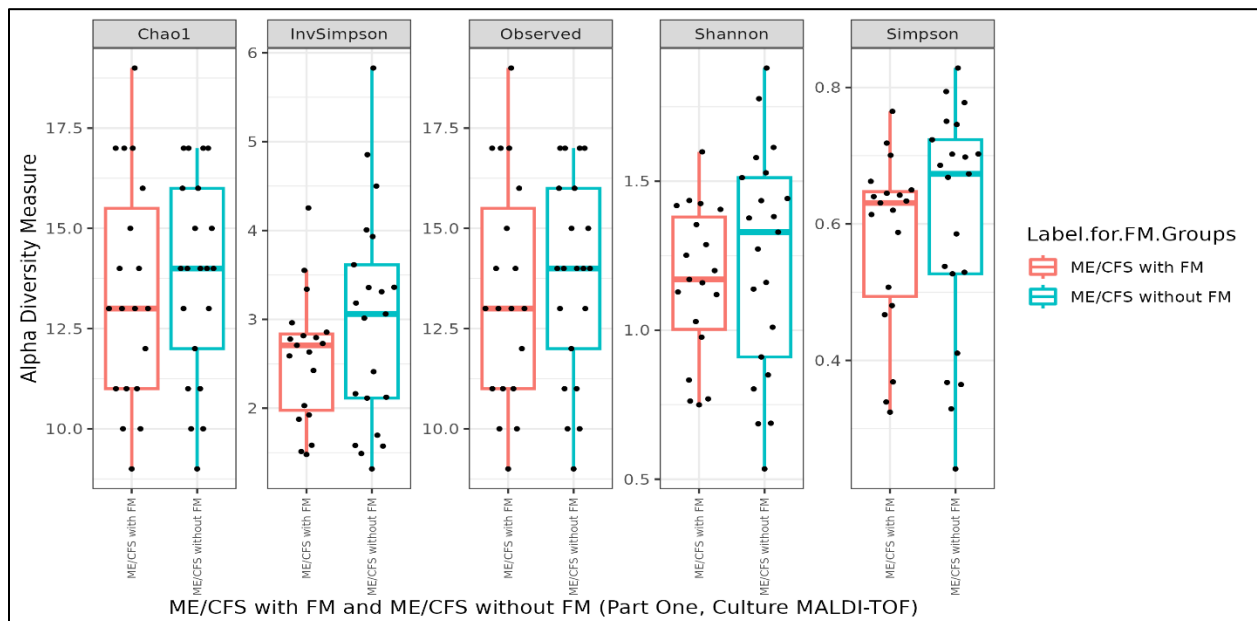 Chao1
InvSimpson
Observed
Shannon
Simpson
Alpha Diversity Measure
17.5
15.0
12.5
10.0
6
5
4
3
2
17.5
15.0
12.5
10.0
1.5
1.0
0.5
0.8
0.6
0.4
ME/CFS with FM
ME/CFS without FM
ME/CFS with FM
ME/CFS without FM
ME/CFS with FM
ME/CFS without FM
ME/CFS with FM
ME/CFS without FM
ME/CFS with FM
ME/CFS without FM
ME/CFS with FM and ME/CFS without FM (Part One, Culture MALDI-TOF)
Label.for.FM.Groups
ME/CFS with FM
ME/CFS without FM